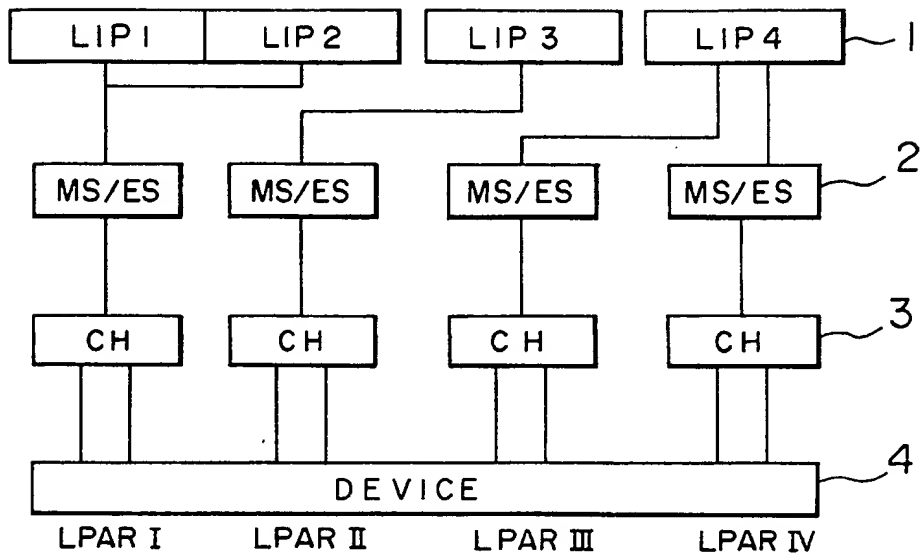 LIP1 LIP2 LIP3 LIP4 1
MS/ES MS/ES MS/ES MS/ES 2
CH CH CH CH 3
DEVICE 4
LPAR I LPAR II LPAR III LPAR IV